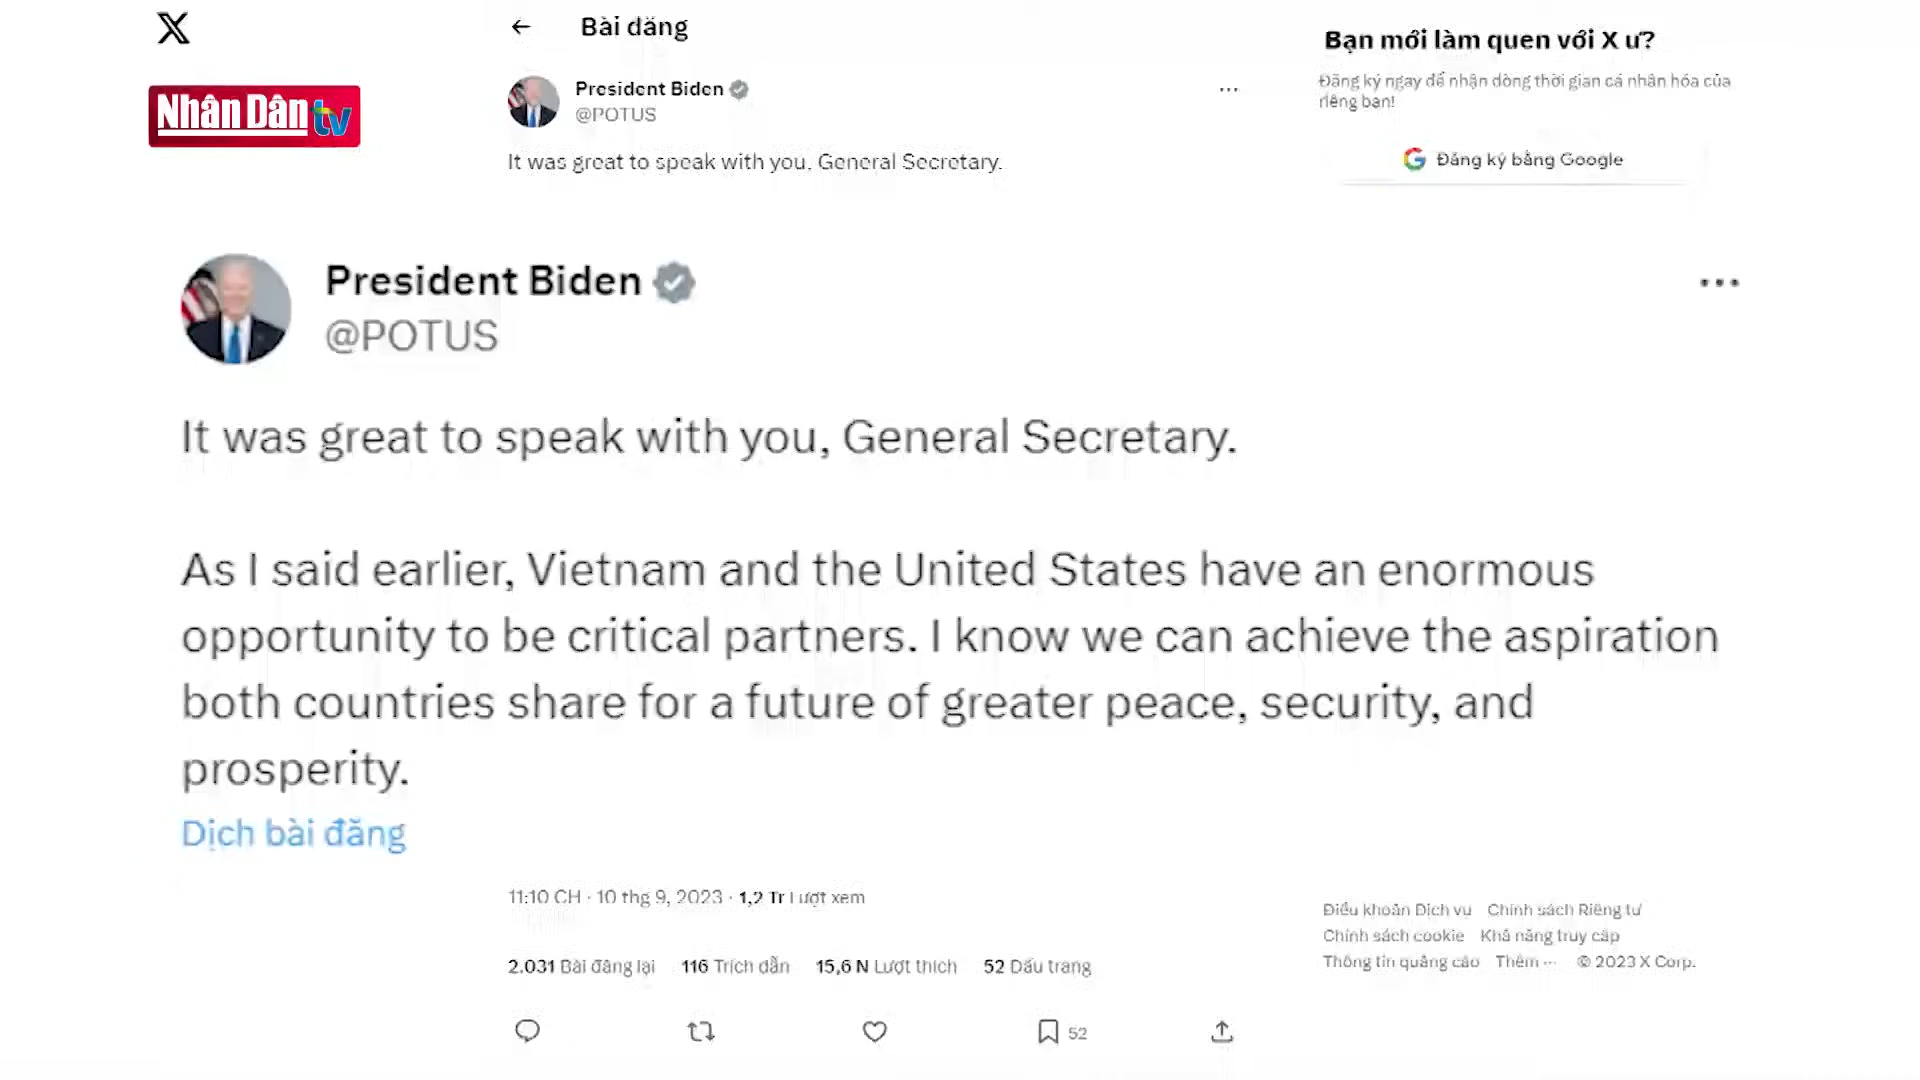 Bài đăng
Bạn mới làm quen với X ư?
Nhân Dân tv
President Biden
@POTUS
Đăng ký ngay để nhận dòng thời gian cá nhân hóa của
riêng bạn!
It was great to speak with you, General Secretary.
Đăng ký bằng Google
President Biden
@POTUS
It was great to speak with you, General Secretary.
As I said earlier, Vietnam and the United States have an enormous
opportunity to be critical partners. I know we can achieve the aspiration
both countries share for a future of greater peace, security, and
prosperity.
Dịch bài đăng
11:10 CH · 10 thg 9, 2023 · 1,2 Tr Lượt xem
2.031 Bài đăng lại 116 Trích dẫn 15,6 N Lượt thích 52 Dấu trang
52
Điều khoản Dịch vụ Chính sách Riêng tư
Chính sách cookie Khả năng truy cập
Thông tin quảng cáo Thêm ··· © 2023 X Corp.